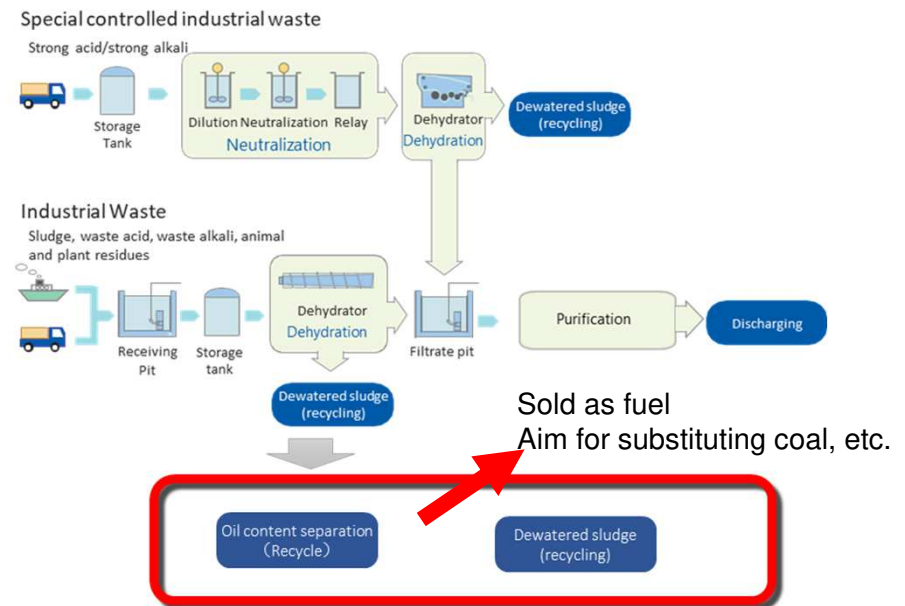 Special controlled industrial waste
Strong acid/strong alkali
Storage
Tank
Dilution Neutralization Relay
Neutralization
Dehydrator
Dehydration
Dewatered sludge
(recycling)
Industrial Waste
Sludge, waste acid, waste alkali, animal
and plant residues
Receiving
Pit
Storage
tank
Dehydrator
Dehydration
Filtrate pit
Purification
Discharging
Dewatered sludge
(recycling)
Sold as fuel
Aim for substituting coal, etc.
Oil content separation
（Recycle）
Dewatered sludge
(recycling)